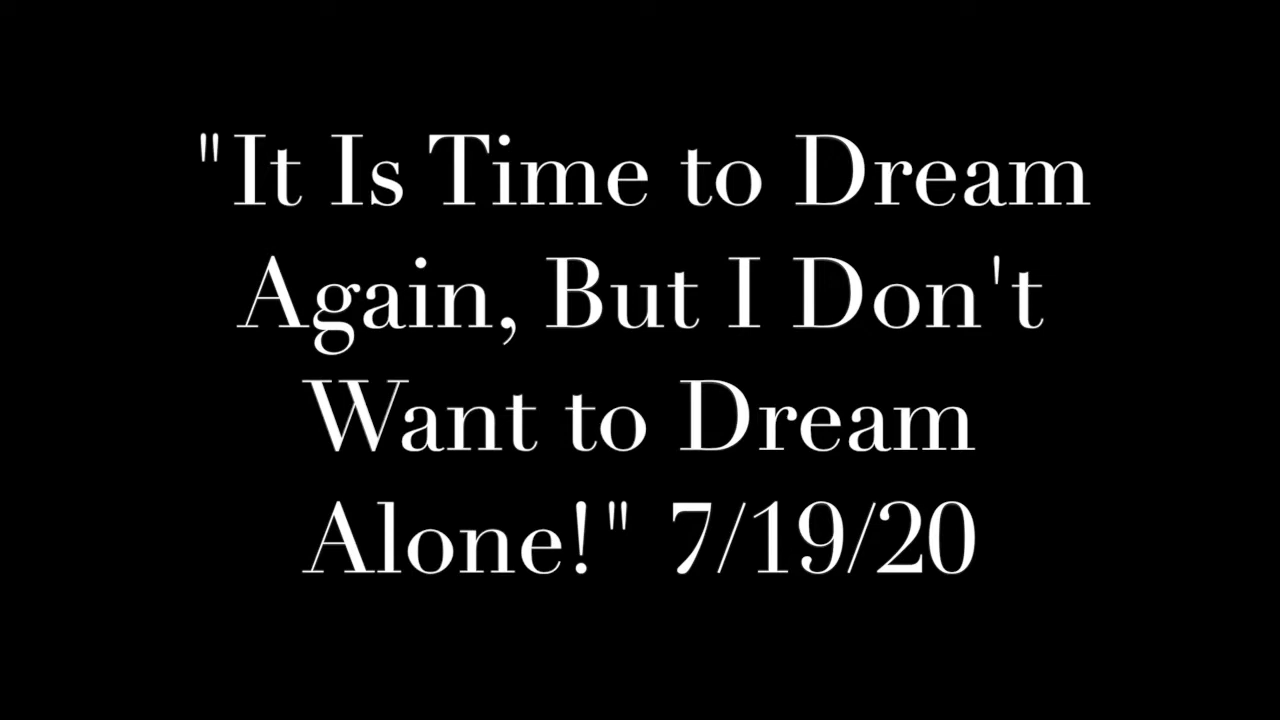 "It Is Time to Dream
Again, But I Don't
Want to Dream
Alone!" 7/19/20